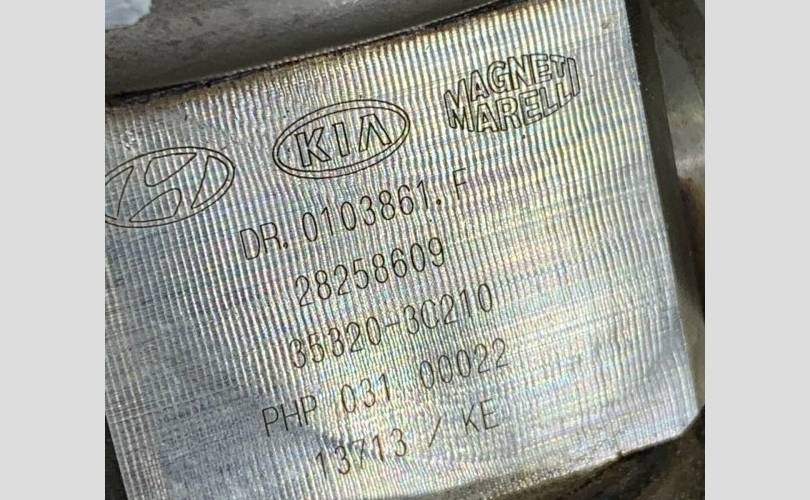 KIA
MAGNETI
MARELLI
DR. 0103861. F
28258609
35320-3C210
PHP 031 00022
13713 / KE